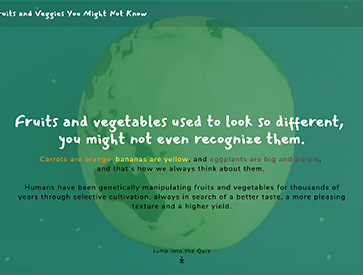 ruits and Veggies You Might Not Know
Fruits and vegetables used to look so different,
you might not even recognize them.
Carrots are orange, bananas are yellow, and eggplants are big and purple,
and that's how we always think about them.
Humans have been genetically manipulating fruits and vegetables for thousands of
years through selective cultivation, always in search of a better taste, a more pleasing
texture and a higher yield.
Jump into the Quiz